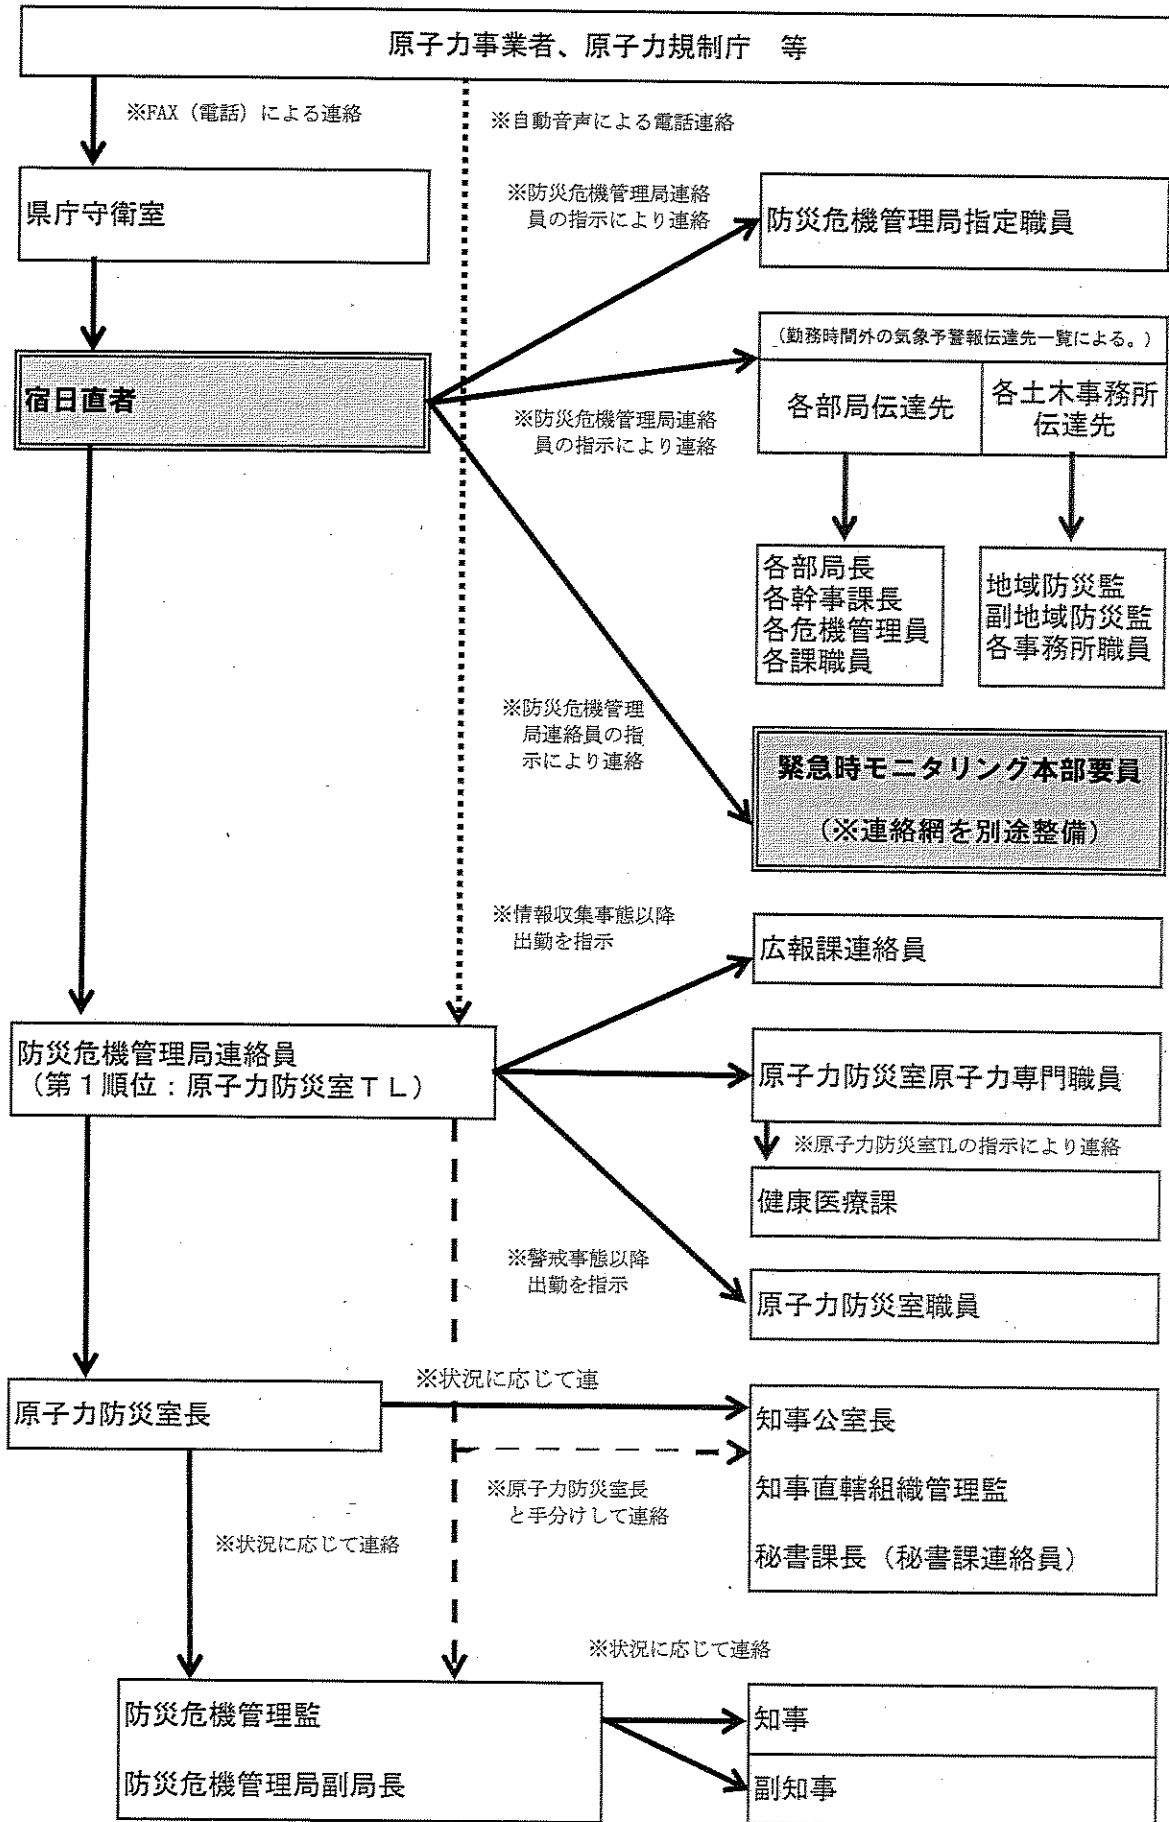 原子力事業者、原子力規制庁　等
※FAX（電話）による連絡
※自動音声による電話連絡
県庁守衛室
※防災危機管理局連絡
員の指示により連絡
防災危機管理局指定職員
宿日直者
（勤務時間外の気象予警報伝達先一覧による。）
各部局伝達先
各土木事務所
伝達先
※防災危機管理局連絡
員の指示により連絡
各部局長
各幹事課長
各危機管理員
各課職員
地域防災監
副地域防災監
各事務所職員
※防災危機管理
局連絡員の指
示により連絡
緊急時モニタリング本部要員
（※連絡網を別途整備）
※情報収集事態以降
出勤を指示
広報課連絡員
防災危機管理局連絡員
（第１順位：原子力防災室ＴＬ）
原子力防災室原子力専門職員
※原子力防災室TLの指示により連絡
健康医療課
※警戒事態以降
出勤を指示
原子力防災室職員
原子力防災室長
※状況に応じて連
知事公室長
知事直轄組織管理監
秘書課長（秘書課連絡員）
※原子力防災室長
と手分けして連絡
※状況に応じて連絡
※状況に応じて連絡
防災危機管理監
防災危機管理局副局長
知事
副知事